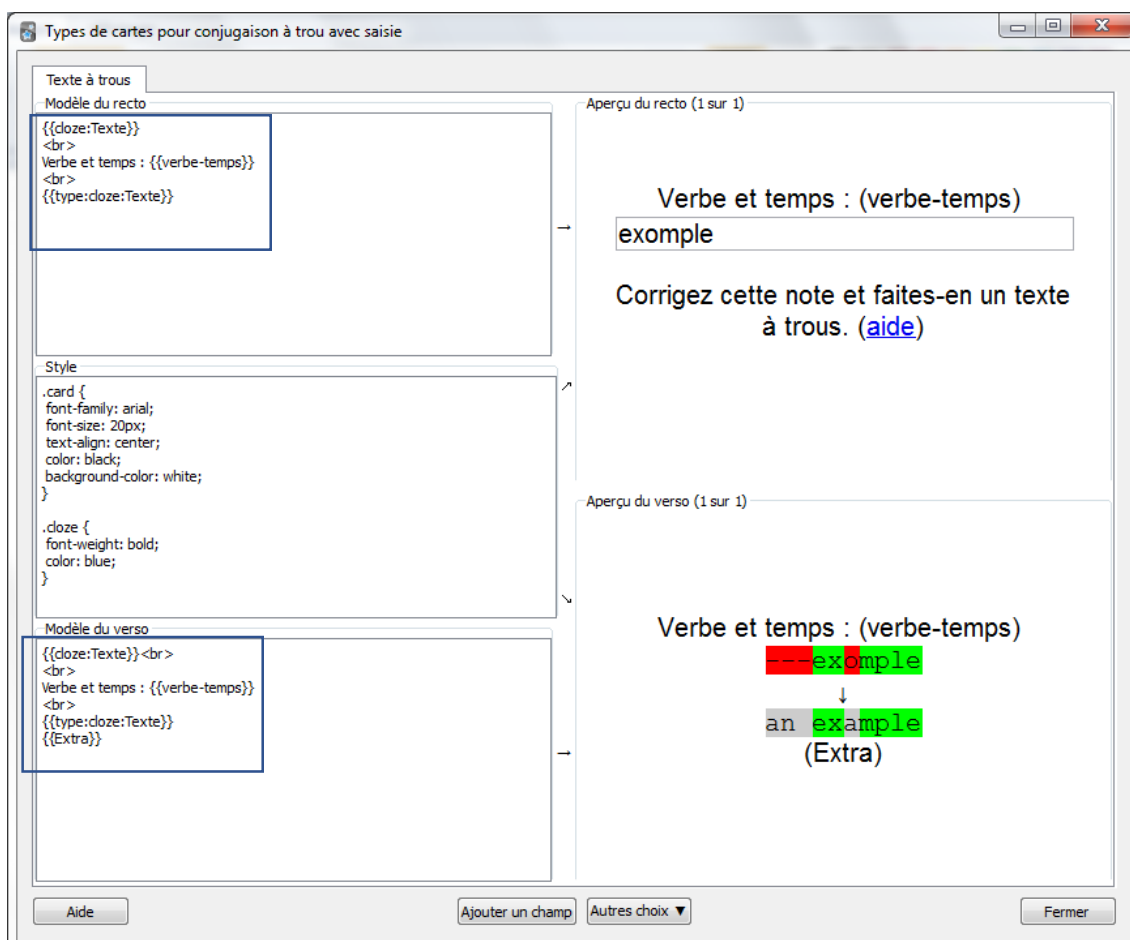 Types de cartes pour conjugaison à trou avec saisie
Texte à trous
Modèle du recto
{{cloze:Texte}}
<br>
Verbe et temps : {{verbe-temps}}
<br>
{{type:cloze:Texte}}
→
Aperçu du recto (1 sur 1)
Verbe et temps : (verbe-temps)
exomple
Corrigez cette note et faites-en un texte
à trous. (aide)
Style
.card {
font-family: arial;
font-size: 20px;
text-align: center;
color: black;
background-color: white;
}
.cloze {
font-weight: bold;
color: blue;
}
↗
↘
Modèle du verso
{{cloze:Texte}}<br>
<br>
Verbe et temps : {{verbe-temps}}
<br>
{{type:cloze:Texte}}
{{Extra}}
→
Aperçu du verso (1 sur 1)
Verbe et temps : (verbe-temps)
---exomple
↓
an example
(Extra)
Aide
Ajouter un champ
Autres choix ▼
Fermer